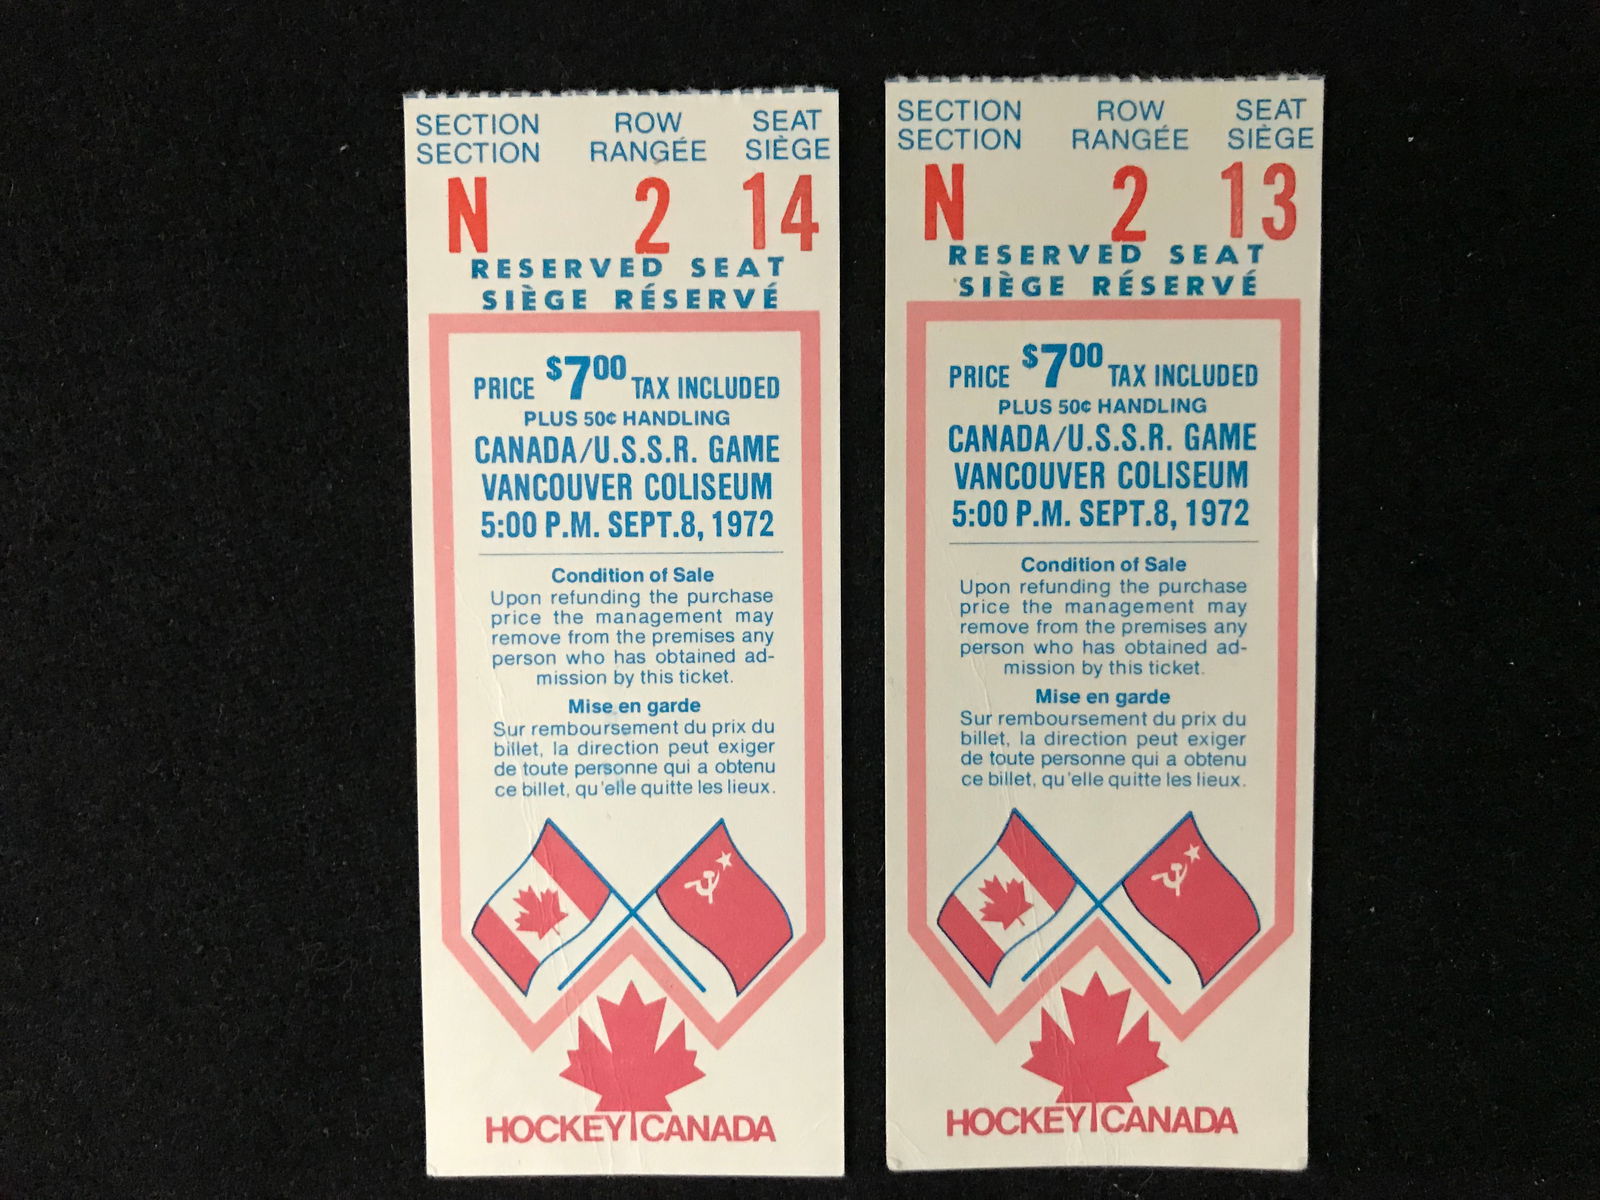 SECTION ROW SEAT
SECTION RANGÉE SIÈGE
N 2 14
RESERVED SEAT
SIÈGE RÉSERVÉ
PRICE $7.00 TAX INCLUDED
PLUS 50¢ HANDLING
CANADA/U.S.S.R. GAME
VANCOUVER COLISEUM
5:00 P.M. SEPT.8, 1972
Condition of Sale
Upon refunding the purchase
price the management may
remove from the premises any
person who has obtained ad-
mission by this ticket.
Mise en garde
Sur remboursement du prix du
billet, la direction peut exiger
de toute personne qui a obtenu
ce billet, qu'elle quitte les lieux.
HOCKEY CANADA
SECTION ROW SEAT
SECTION RANGÉE SIÈGE
N 2 13
RESERVED SEAT
SIÈGE RÉSERVÉ
PRICE $7.00 TAX INCLUDED
PLUS 50¢ HANDLING
CANADA/U.S.S.R. GAME
VANCOUVER COLISEUM
5:00 P.M. SEPT.8, 1972
Condition of Sale
Upon refunding the purchase
price the management may
remove from the premises any
person who has obtained ad-
mission by this ticket.
Mise en garde
Sur remboursement du prix du
billet, la direction peut exiger
de toute personne qui a obtenu
ce billet, qu'elle quitte les lieux.
HOCKEY CANADA